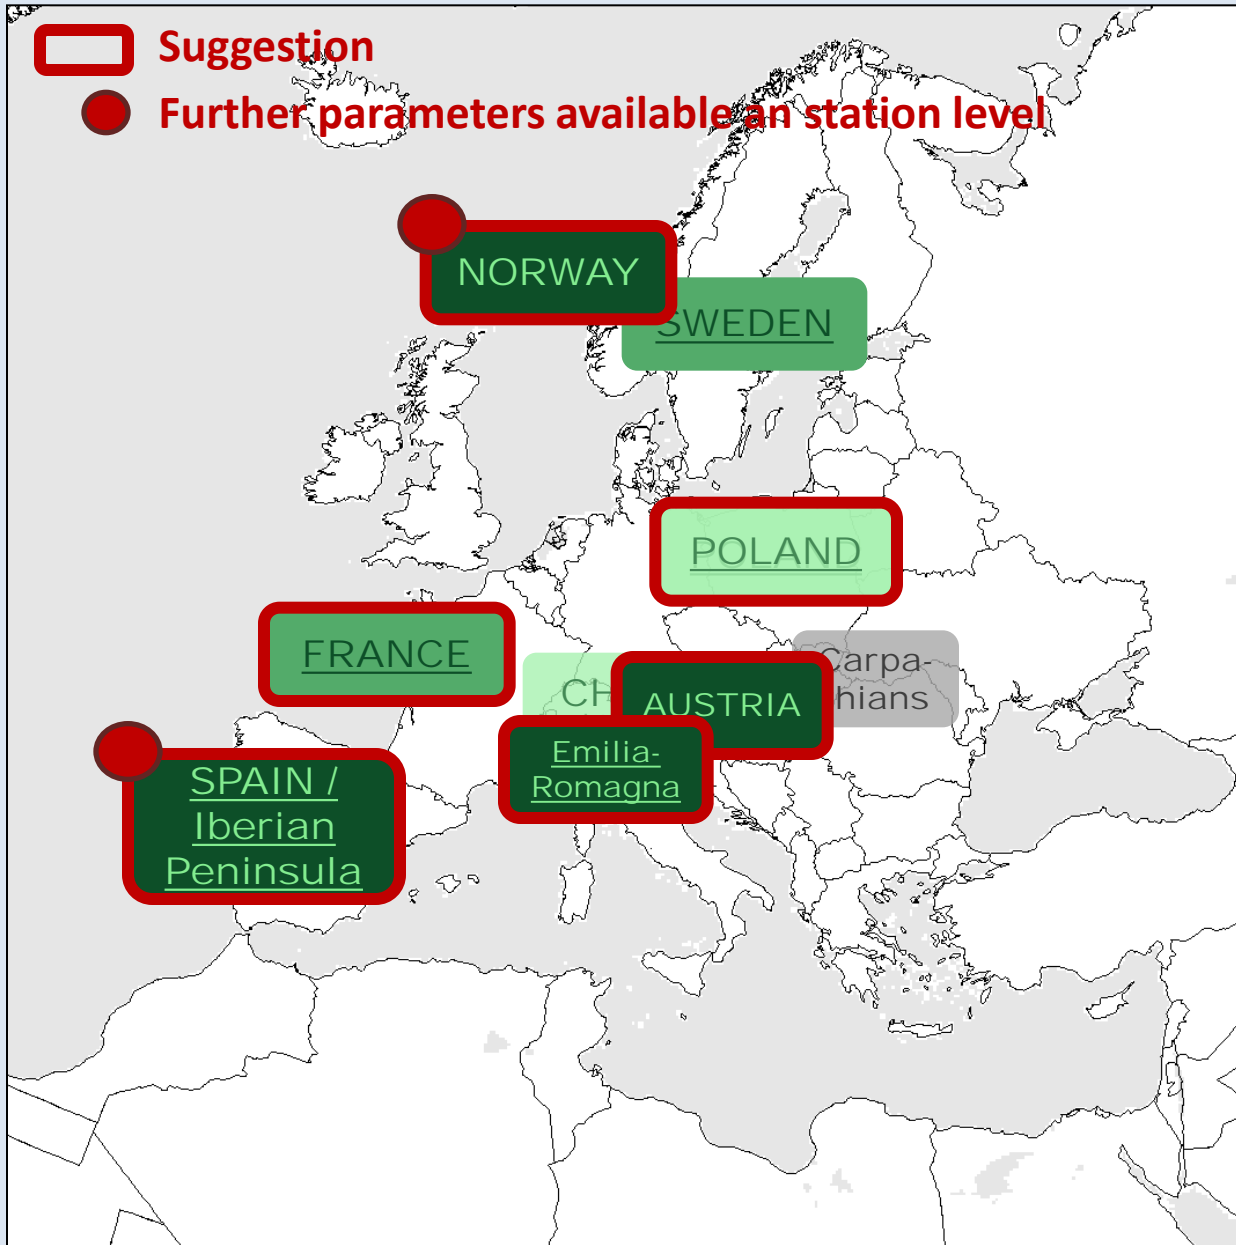 Suggestion
Further parameters available an station level
NORWAY
SWEDEN
POLAND
FRANCE
Carpa-
hians
CH
AUSTRIA
Emilia-
Romagna
SPAIN /
Iberian
Peninsula